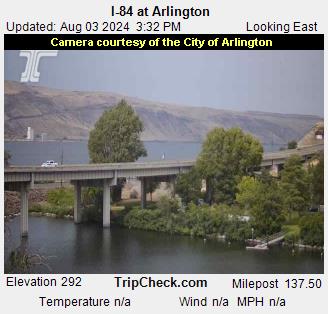 I-84 at Arlington
Updated: Aug 03 2024 3:32 PM Looking East
Camera courtesy of the City of Arlington
Elevation 292 TripCheck.com Milepost 137.50
Temperature n/a Wind n/a MPH n/a